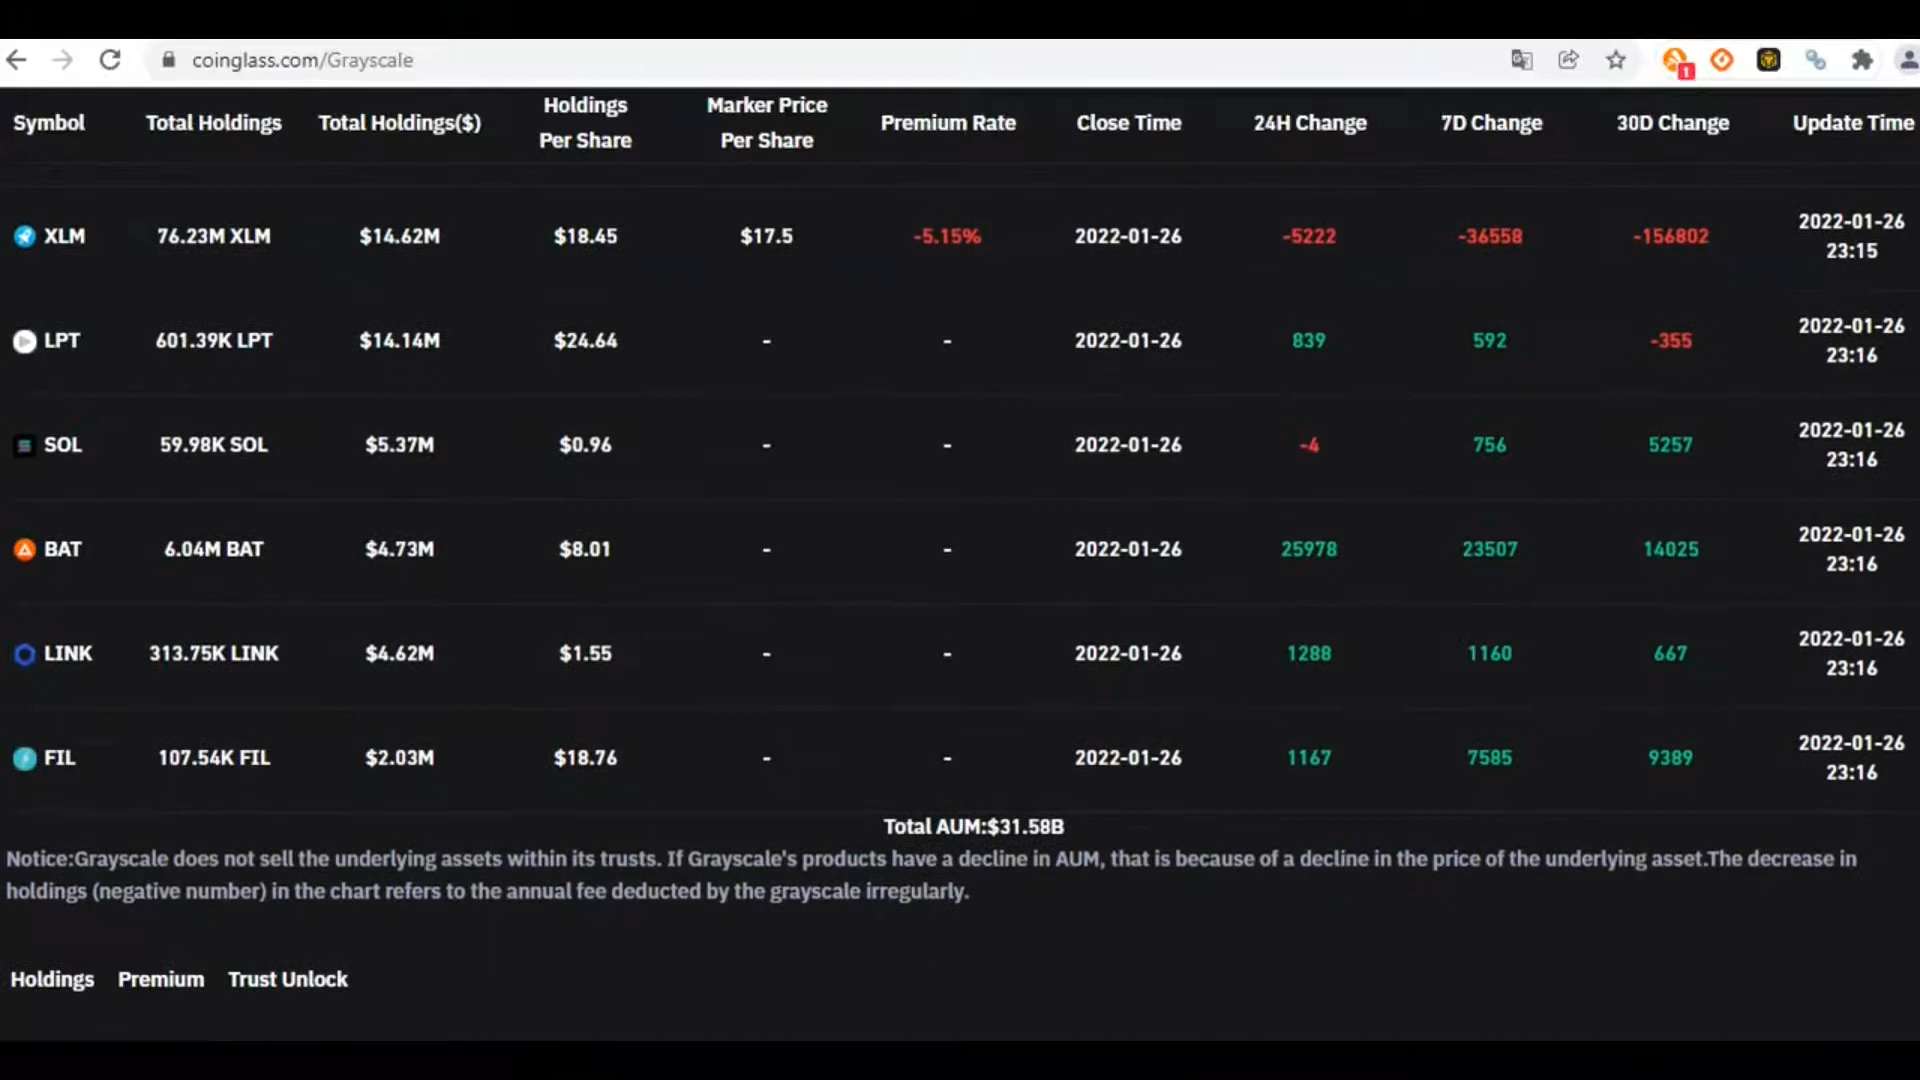 coinglass.com/Grayscale
1
Symbol Total Holdings Total Holdings($) Holdings Per Share Marker Price Per Share Premium Rate Close Time 24H Change 7D Change 30D Change Update Time
XLM 76.23M XLM $14.62M $18.45 $17.5 -5.15% 2022-01-26 -5222 -36558 -156802 2022-01-26 23:15
LPT 601.39K LPT $14.14M $24.64 - - 2022-01-26 839 592 -355 2022-01-26 23:16
SOL 59.98K SOL $5.37M $0.96 - - 2022-01-26 -4 756 5257 2022-01-26 23:16
BAT 6.04M BAT $4.73M $8.01 - - 2022-01-26 25978 23507 14025 2022-01-26 23:16
LINK 313.75K LINK $4.62M $1.55 - - 2022-01-26 1288 1160 667 2022-01-26 23:16
FIL 107.54K FIL $2.03M $18.76 - - 2022-01-26 1167 7585 9389 2022-01-26 23:16
Total AUM:$31.58B
Notice:Grayscale does not sell the underlying assets within its trusts. If Grayscale's products have a decline in AUM, that is because of a decline in the price of the underlying asset.The decrease in
holdings (negative number) in the chart refers to the annual fee deducted by the grayscale irregularly.
Holdings Premium Trust Unlock